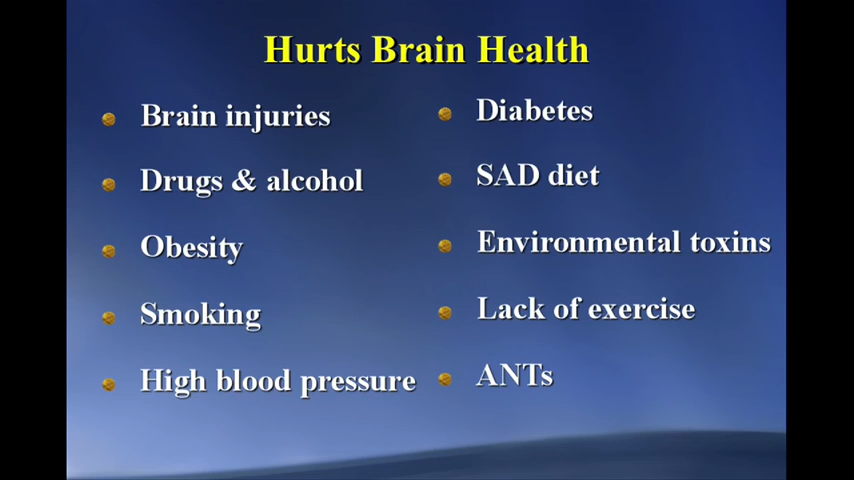 Hurts Brain Health
Brain injuries
Drugs & alcohol
Obesity
Smoking
High blood pressure
Diabetes
SAD diet
Environmental toxins
Lack of exercise
ANTs